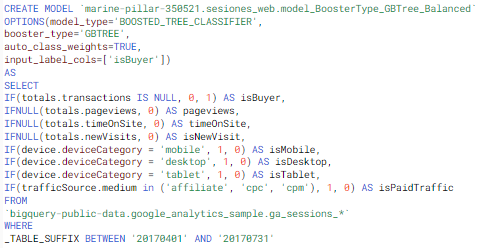 CREATE MODEL `marine-pillar-350521.sesiones_web.model_BoosterType_GBTree_Balanced`
OPTIONS(model_type='BOOSTED_TREE_CLASSIFIER',
booster_type='GBTREE',
auto_class_weights=TRUE,
input_label_cols=['isBuyer'])
AS
SELECT
IF(totals.transactions IS NULL, 0, 1) AS isBuyer,
IFNULL(totals.pageviews, 0) AS pageviews,
IFNULL(totals.timeOnSite, 0) AS timeOnSite,
IFNULL(totals.newVisits, 0) AS isNewVisit,
IF(device.deviceCategory = 'mobile', 1, 0) AS isMobile,
IF(device.deviceCategory = 'desktop', 1, 0) AS isDesktop,
IF(device.deviceCategory = 'tablet', 1, 0) AS isTablet,
IF(trafficSource.medium in ('affiliate', 'cpc', 'cpm'), 1, 0) AS isPaidTraffic
FROM
`bigquery-public-data.google_analytics_sample.ga_sessions_*`
WHERE
_TABLE_SUFFIX BETWEEN '20170401' AND '20170731'